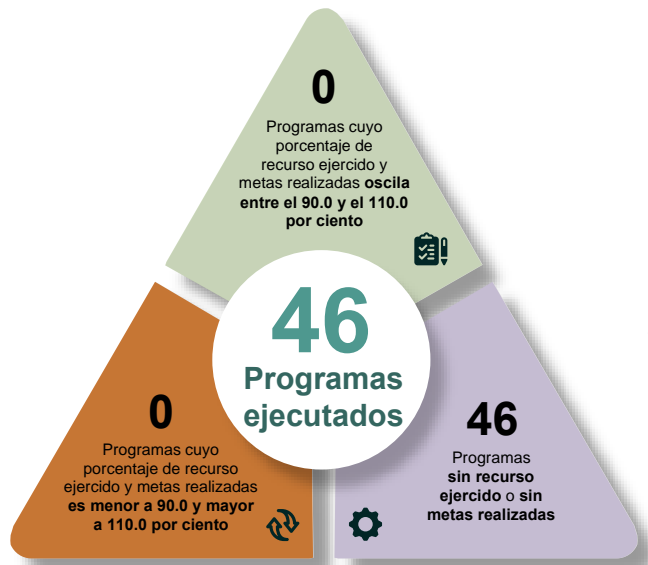 0
Programas cuyo
porcentaje de
recurso ejercido y
metas realizadas oscila
entre el 90.0 y el 110.0
por ciento
46
Programas
ejecutados
0
Programas cuyo
porcentaje de recurso
ejercido y metas realizadas
es menor a 90.0 y mayor
a 110.0 por ciento
46
Programas
sin recurso
ejercido o sin
metas realizadas